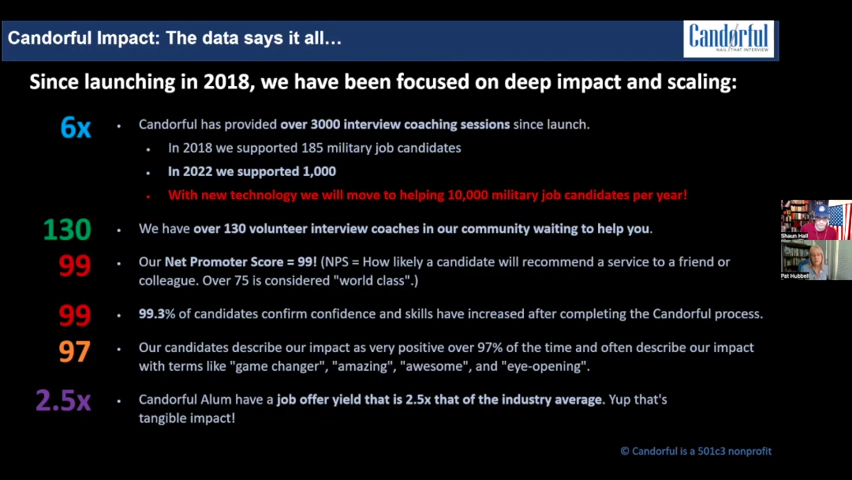 Candorful Impact: The data says it all...
Candorful
NAIL THAT INTERVIEW
Since launching in 2018, we have been focused on deep impact and scaling:
6x
• Candorful has provided over 3000 interview coaching sessions since launch.
• In 2018 we supported 185 military job candidates
• In 2022 we supported 1,000
• With new technology we will move to helping 10,000 military job candidates per year!
130
• We have over 130 volunteer interview coaches in our community waiting to help you.
99
• Our Net Promoter Score = 99! (NPS = How likely a candidate will recommend a service to a friend or
colleague. Over 75 is considered "world class".)
99
• 99.3% of candidates confirm confidence and skills have increased after completing the Candorful process.
97
• Our candidates describe our impact as very positive over 97% of the time and often describe our impact
with terms like "game changer", "amazing", "awesome", and "eye-opening".
2.5x
• Candorful Alum have a job offer yield that is 2.5x that of the industry average. Yup that's
tangible impact!
© Candorful is a 501c3 nonprofit
Shaun Hall
Pat Hubbell